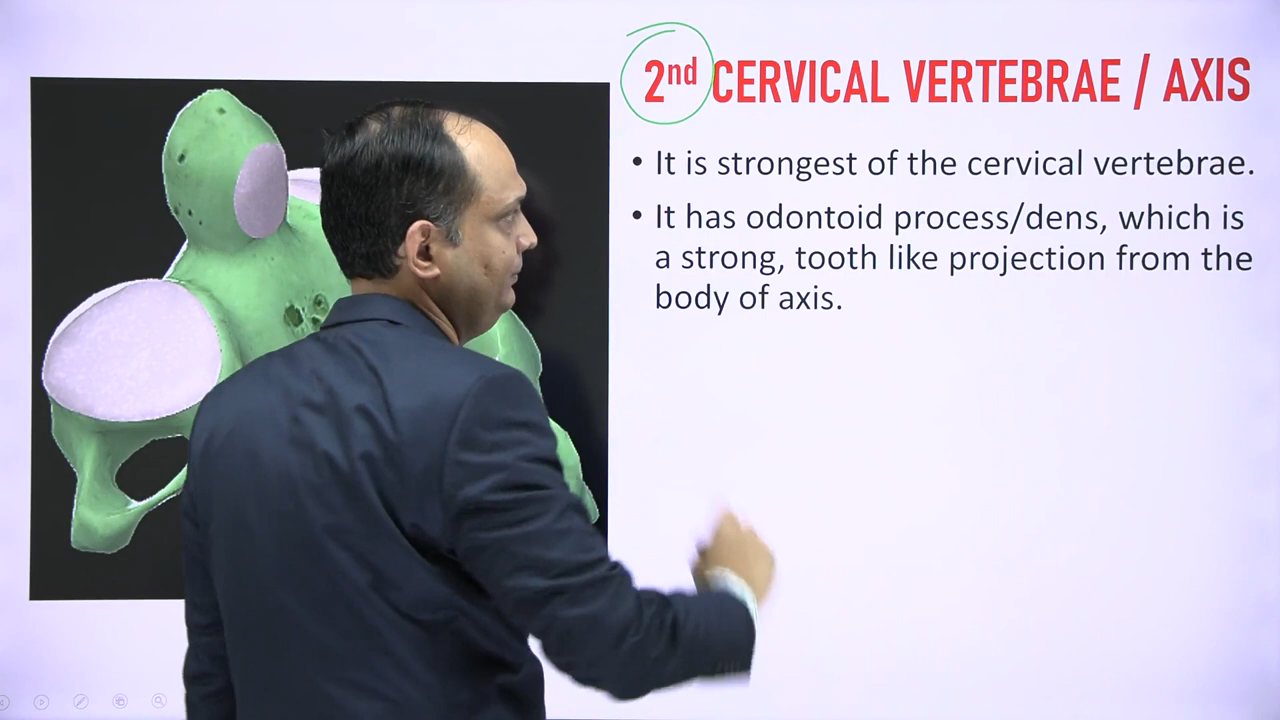 2nd CERVICAL VERTEBRAE / AXIS
• It is strongest of the cervical vertebrae.
• It has odontoid process/dens, which is
a strong, tooth like projection from the
body of axis.